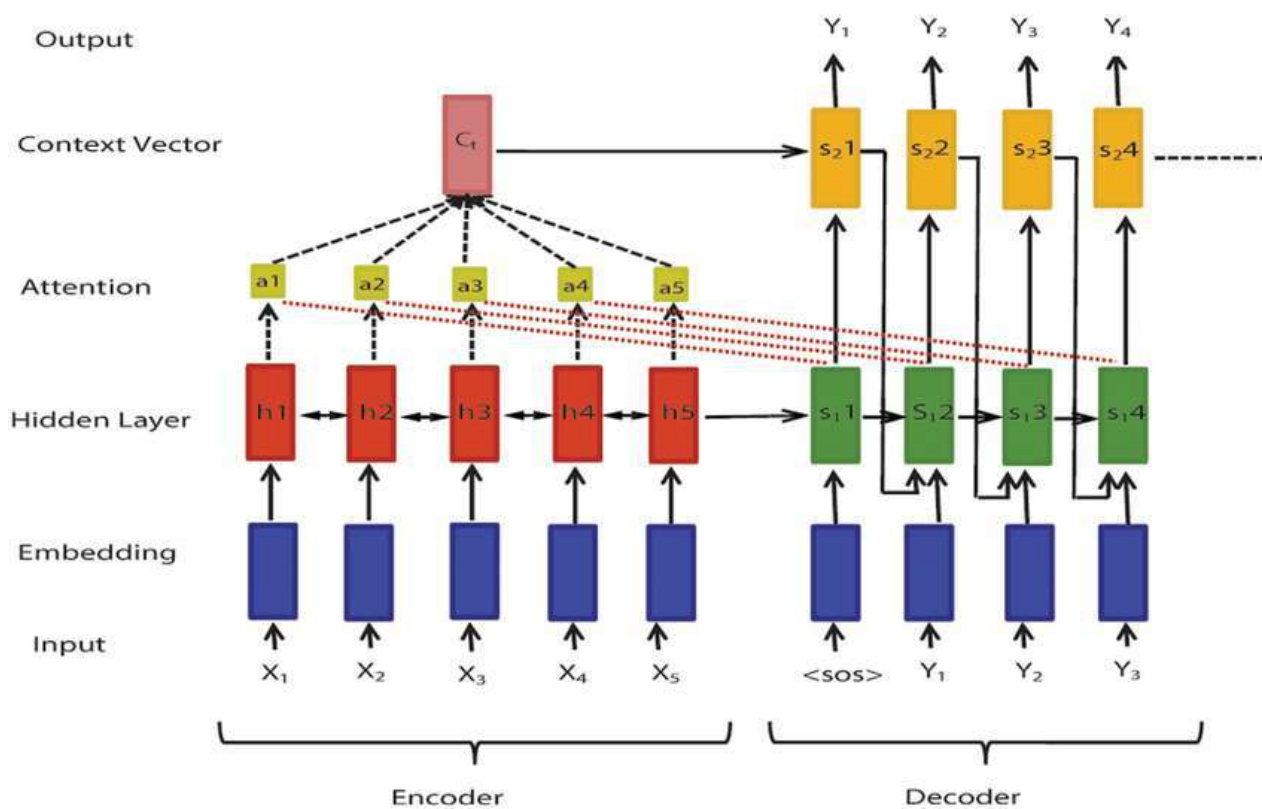 Output Y₁ Y₂ Y₃ Y₄
Context Vector Cₜ s₂1 s₂2 s₂3 s₂4
Attention a1 a2 a3 a4 a5
Hidden Layer h1 h2 h3 h4 h5 s₁1 S₁2 s₁3 s₁4
Embedding
Input X₁ X₂ X₃ X₄ X₅ <sos> Y₁ Y₂ Y₃
Encoder Decoder